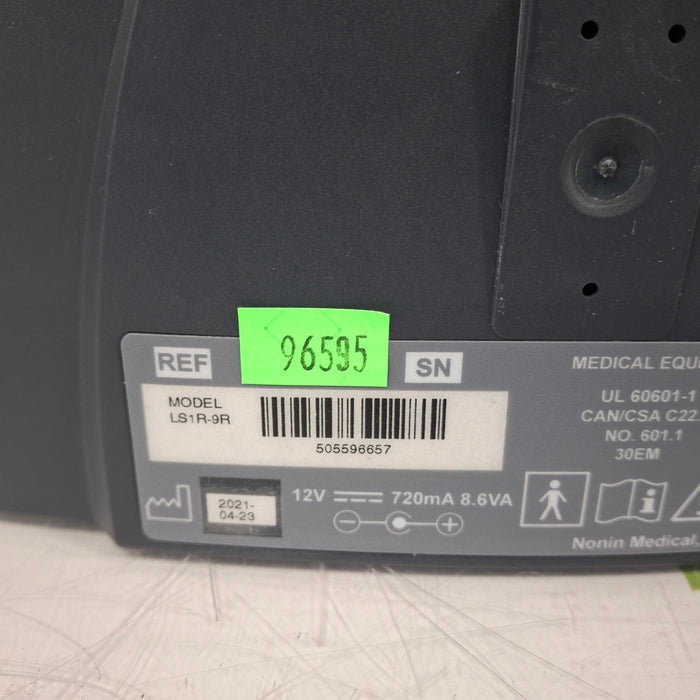 96595
REF
SN
MODEL
LS1R-9R
505596657
2021-
04-23
12V 720mA 8.6VA
MEDICAL EQUI
UL 60601-1
CAN/CSA C22.
NO. 601.1
30EM
Nonin Medical,